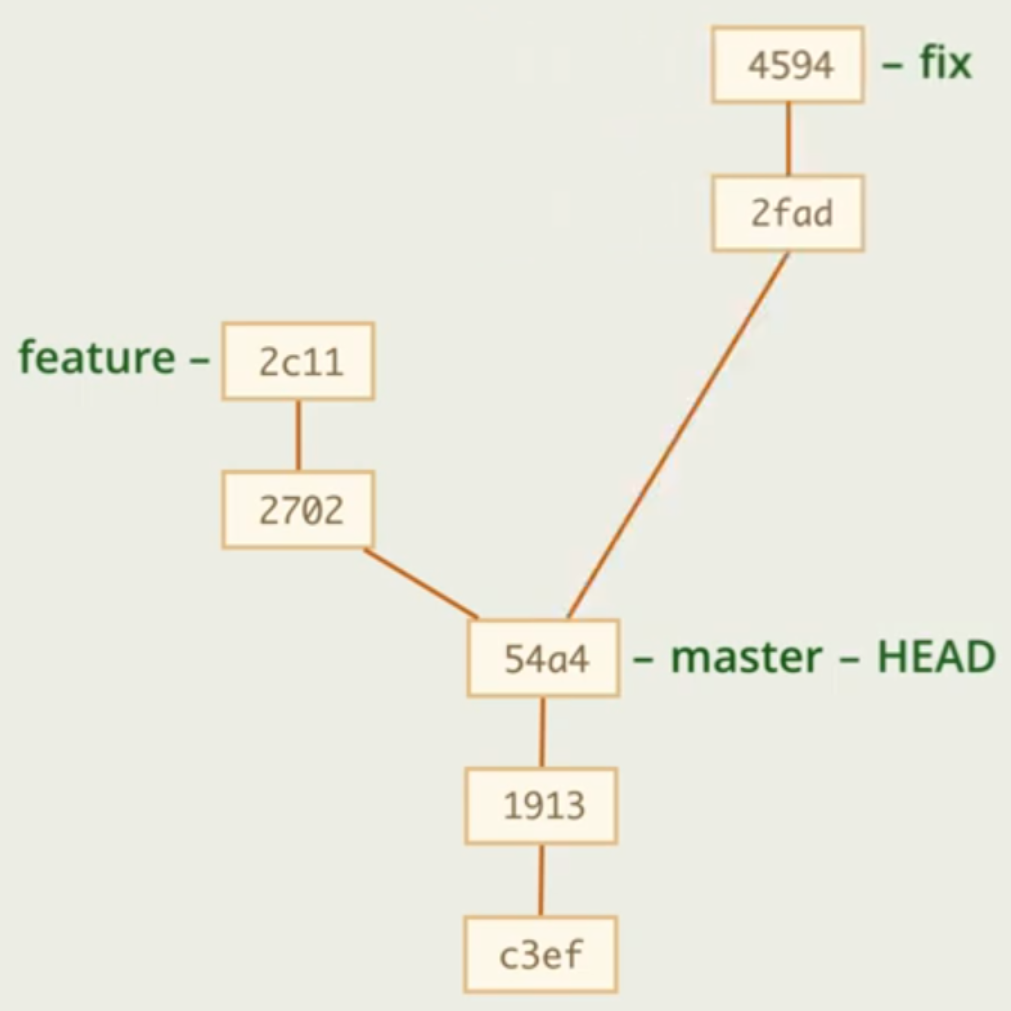 4594 – fix
2fad
feature – 2c11
2702
54a4 – master – HEAD
1913
c3ef